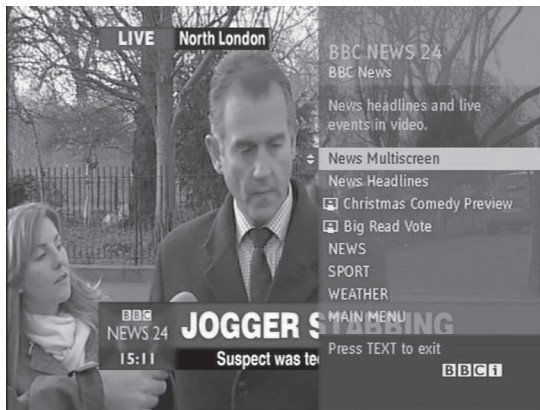 LIVE North London
BBC NEWS 24
BBC News
News headlines and live
events in video.
News Multiscreen
News Headlines
Christmas Comedy Preview
Big Read Vote
NEWS
SPORT
WEATHER
MAIN MENU
Press TEXT to exit
BBCi
BBC
NEWS 24
15:11
JOGGER STABBING
Suspect was